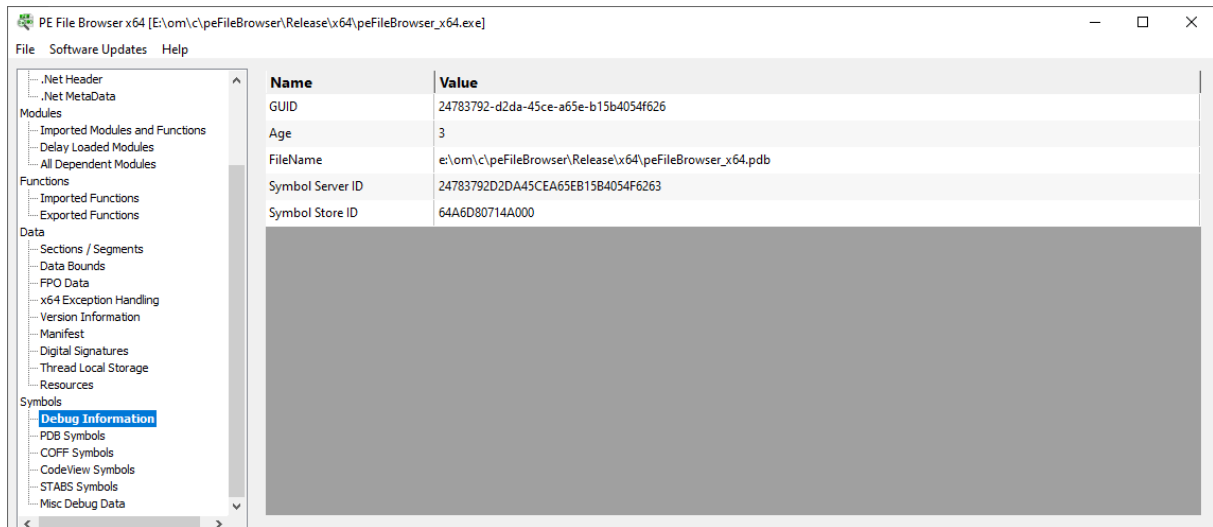 PE File Browser x64 [E:\om\c\peFileBrowser\Release\x64\peFileBrowser_x64.exe]
File Software Updates Help
.Net Header
.Net MetaData
Modules
Imported Modules and Functions
Delay Loaded Modules
All Dependent Modules
Functions
Imported Functions
Exported Functions
Data
Sections / Segments
Data Bounds
FPO Data
x64 Exception Handling
Version Information
Manifest
Digital Signatures
Thread Local Storage
Resources
Symbols
Debug Information
PDB Symbols
COFF Symbols
CodeView Symbols
STABS Symbols
Misc Debug Data
Name Value
GUID 24783792-d2da-45ce-a65e-b15b4054f626
Age 3
FileName e:\om\c\peFileBrowser\Release\x64\peFileBrowser_x64.pdb
Symbol Server ID 24783792D2DA45CEA65EB15B4054F6263
Symbol Store ID 64A6D80714A000